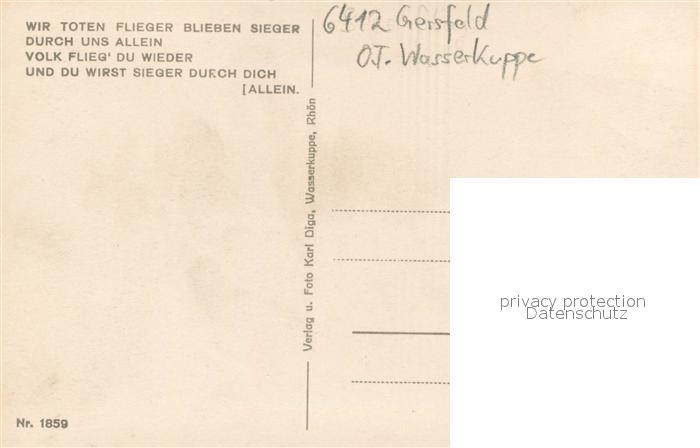 WIR TOTEN FLIEGER BLIEBEN SIEGER
DURCH UNS ALLEIN
VOLK FLIEG' DU WIEDER
UND DU WIRST SIEGER DURCH DICH
[ALLEIN.
6412 Gersfeld
O.T. Wasserkuppe
Verlag u. Foto Karl Diga, Wasserkuppe, Rhön
privacy protection
Datenschutz
Nr. 1859